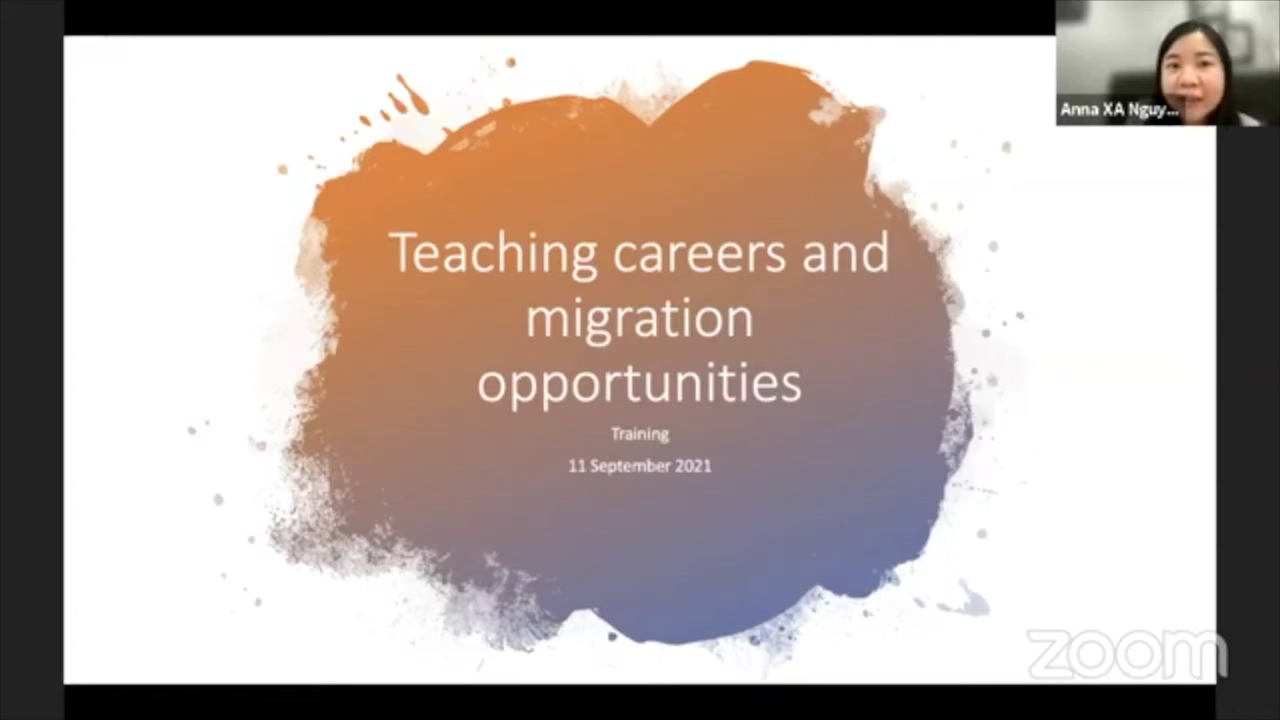 Anna XA Nguy...
Teaching careers and
migration
opportunities
Training
11 September 2021
zoom